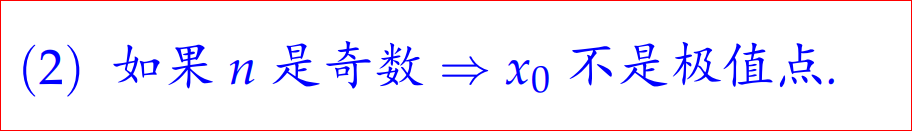 (2) 如果 n 是奇数 ⇒ x₀ 不是极值点.